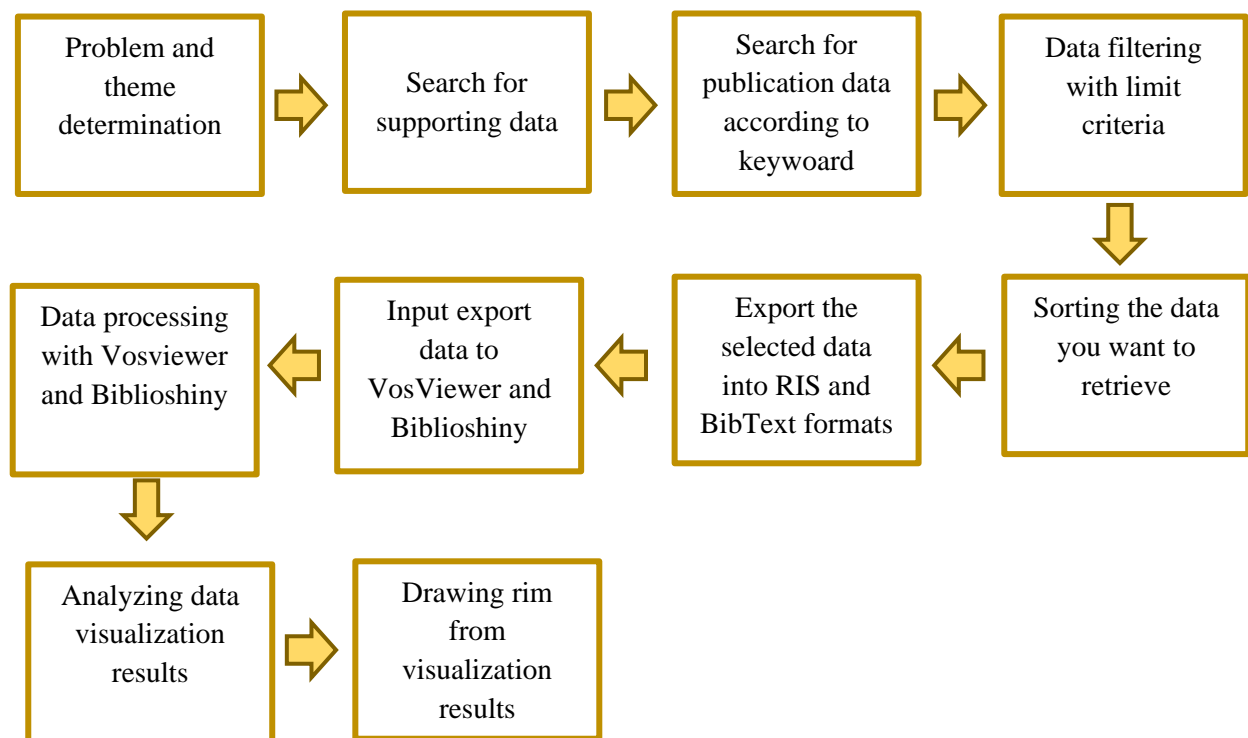 Problem and
theme
determination
Search for
supporting data
Search for
publication data
according to
keywoard
Data filtering
with limit
criteria
Sorting the data
you want to
retrieve
Export the
selected data
into RIS and
BibText formats
Input export
data to
VosViewer and
Biblioshiny
Data processing
with Vosviewer
and Biblioshiny
Analyzing data
visualization
results
Drawing rim
from
visualization
results